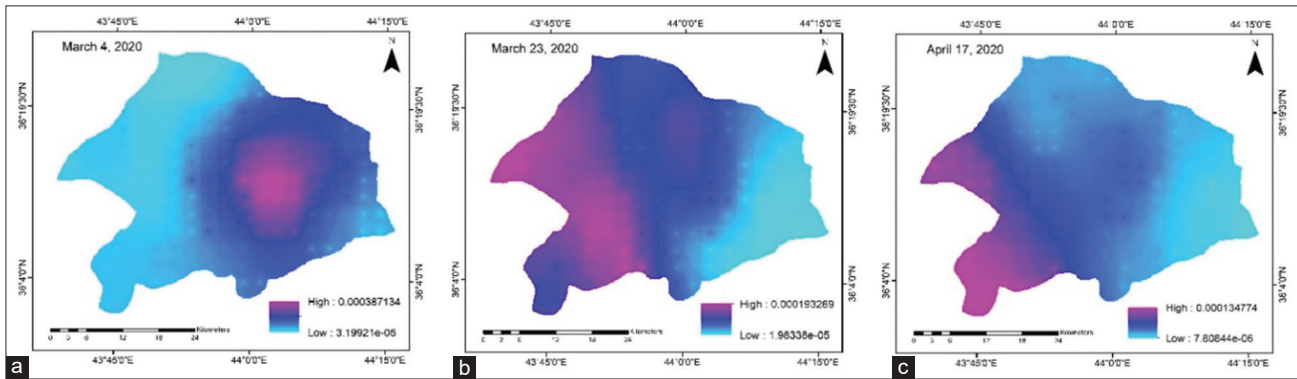 43°45'0"E 44°0'0"E 44°15'0"E
March 4, 2020
N
36°19'30"N 36°19'30"N
36°4'0"N 36°4'0"N
High : 0.000387134
Low : 3.19921e-05
Kilometers
0 3 6 12 18 24
43°45'0"E 44°0'0"E 44°15'0"E
a
43°45'0"E 44°0'0"E 44°15'0"E
March 23, 2020
N
36°19'30"N 36°19'30"N
36°4'0"N 36°4'0"N
High : 0.000193269
Low : 1.98338e-05
Kilometers
43°45'0"E 44°0'0"E 44°15'0"E
b
43°45'0"E 44°0'0"E 44°15'0"E
April 17, 2020
N
36°19'30"N 36°19'30"N
36°4'0"N 36°4'0"N
High : 0.000134774
Low : 7.80844e-06
Kilometers
43°45'0"E 44°0'0"E 44°15'0"E
c